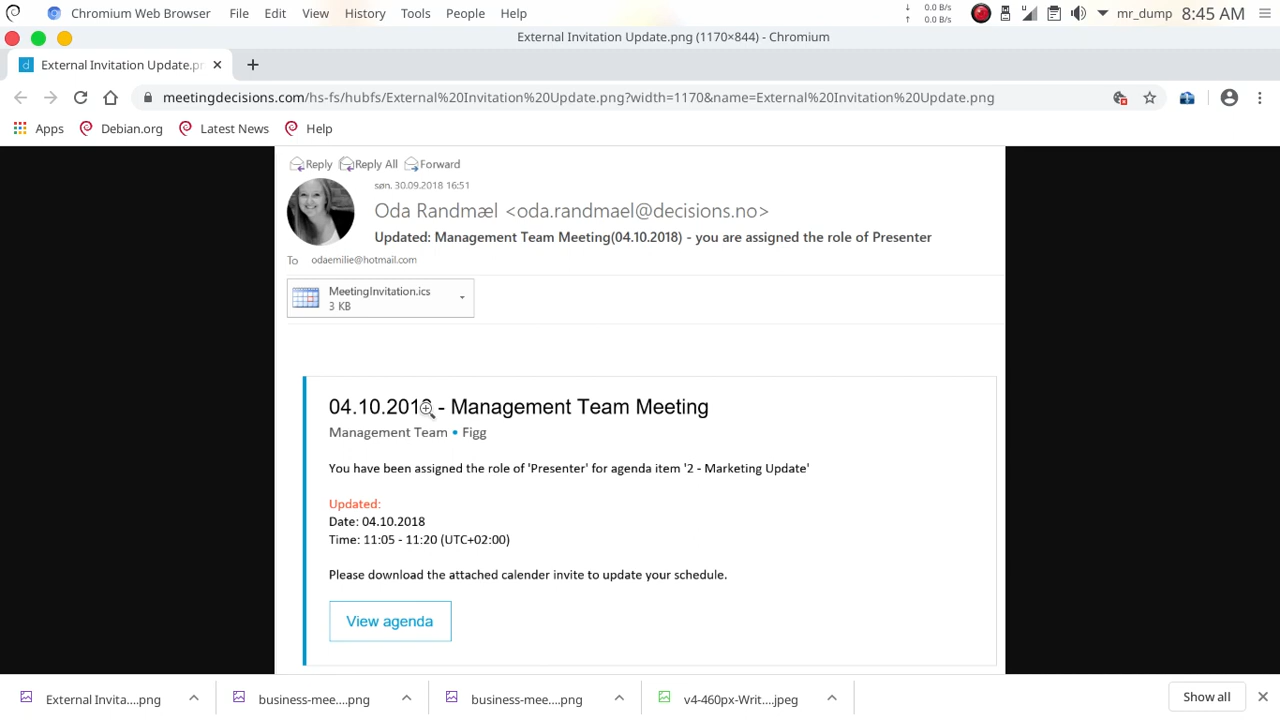 Chromium Web Browser File Edit View History Tools People Help 0.0 B/s 0.0 B/s mr_dump 8:45 AM
External Invitation Update.png (1170×844) - Chromium
External Invitation Update.pn
meetingdecisions.com/hs-fs/hubfs/External%20Invitation%20Update.png?width=1170&name=External%20Invitation%20Update.png
Apps Debian.org Latest News Help
Reply Reply All Forward
søn. 30.09.2018 16:51
Oda Randmæl <oda.randmael@decisions.no>
Updated: Management Team Meeting(04.10.2018) - you are assigned the role of Presenter
To odaemilie@hotmail.com
MeetingInvitation.ics
3 KB
04.10.2018 - Management Team Meeting
Management Team • Figg
You have been assigned the role of 'Presenter' for agenda item '2 - Marketing Update'
Updated:
Date: 04.10.2018
Time: 11:05 - 11:20 (UTC+02:00)
Please download the attached calender invite to update your schedule.
View agenda
External Invita....png business-mee....png business-mee....png v4-460px-Writ....jpeg Show all